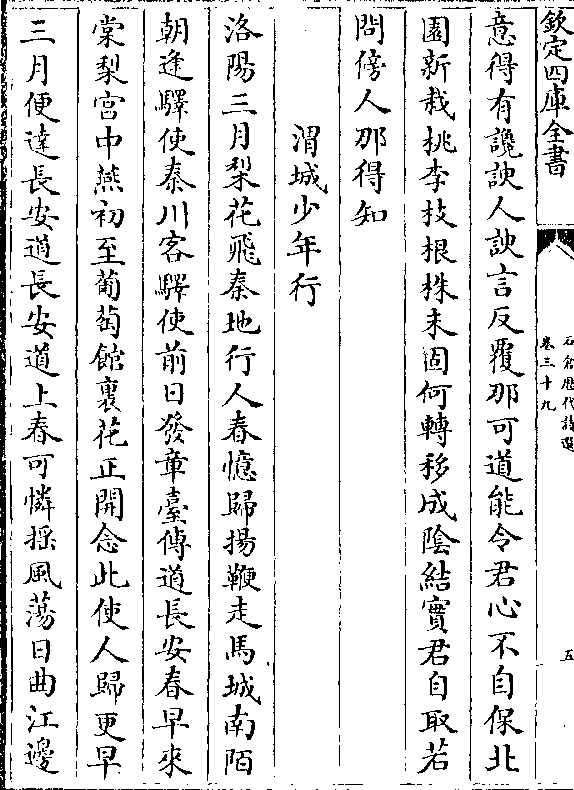 欽定四庫全書
石倉歴代詩選
卷三十九
五
意得有讒諛人諛言反覆那可道能令君心不自保北
園新栽桃李枝根株未固何轉移成陰結實君自取若
問傍人那得知
渭城少年行
洛陽三月梨花飛秦地行人春憶歸揚鞭走馬城南陌
朝逢驛使秦川客驛使前日發章臺傳道長安春早來
棠梨宫中燕初至葡萄館裏花正開念此使人歸更早
三月便達長安道長安道上春可憐揺風蕩日曲江邊